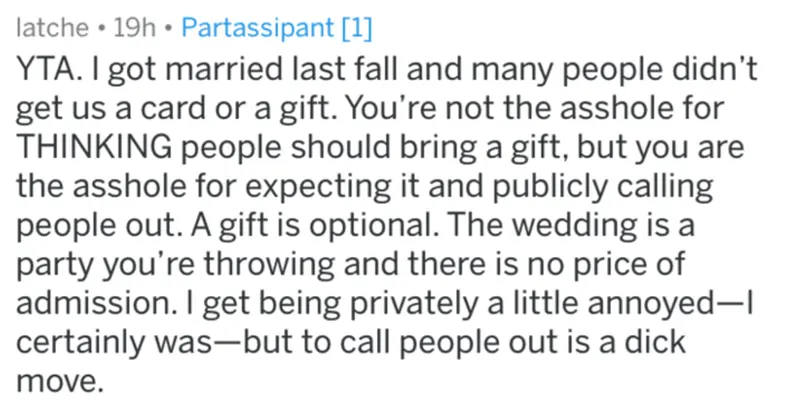 latche • 19h • Partassipant [1]
YTA. I got married last fall and many people didn't
get us a card or a gift. You're not the asshole for
THINKING people should bring a gift, but you are
the asshole for expecting it and publicly calling
people out. A gift is optional. The wedding is a
party you're throwing and there is no price of
admission. I get being privately a little annoyed—I
certainly was—but to call people out is a dick
move.